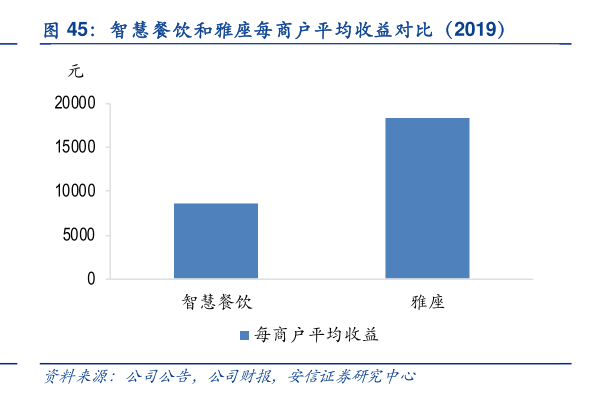 图 45：智慧餐饮和雅座每商户平均收益对比（2019）
元
20000
15000
10000
5000
0
智慧餐饮 雅座
每商户平均收益
资料来源：公司公告，公司财报，安信证券研究中心